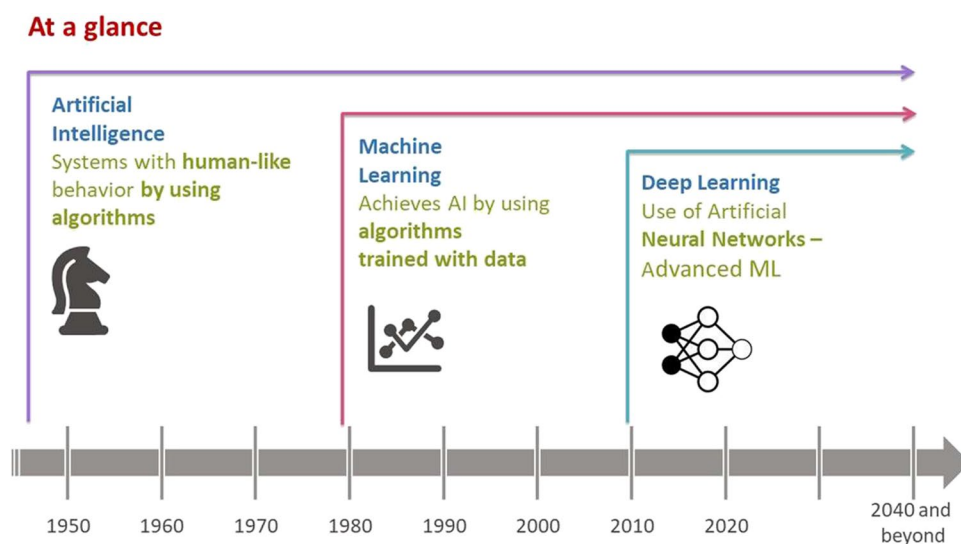 At a glance
Artificial
Intelligence
Systems with human-like
behavior by using
algorithms
Machine
Learning
Achieves AI by using
algorithms
trained with data
Deep Learning
Use of Artificial
Neural Networks –
Advanced ML
1950
1960
1970
1980
1990
2000
2010
2020
2040 and
beyond